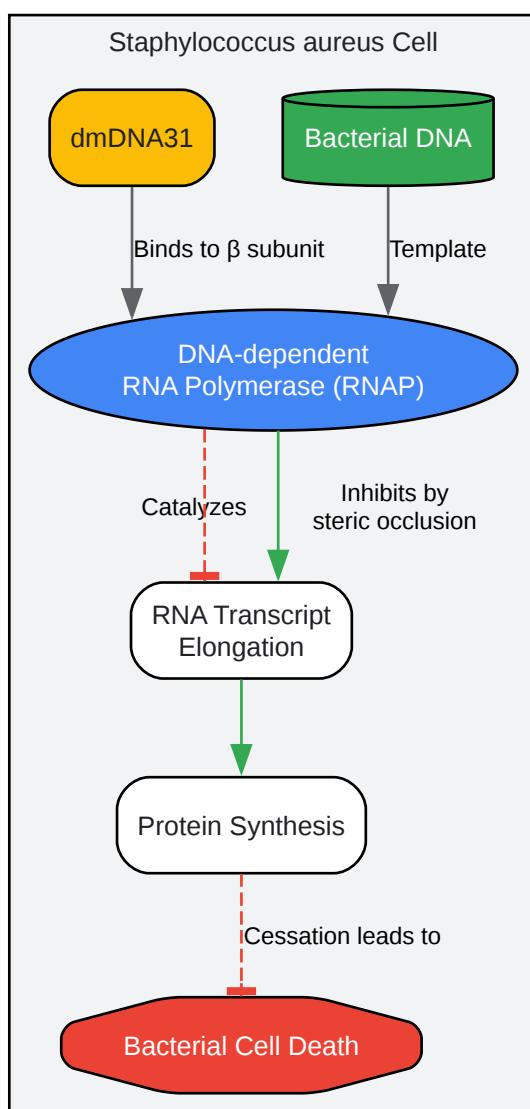 Staphylococcus aureus Cell
dmDNA31
Bacterial DNA
Binds to β subunit
Template
DNA-dependent
RNA Polymerase (RNAP)
Catalyzes
Inhibits by
steric occlusion
RNA Transcript
Elongation
Protein Synthesis
Cessation leads to
Bacterial Cell Death